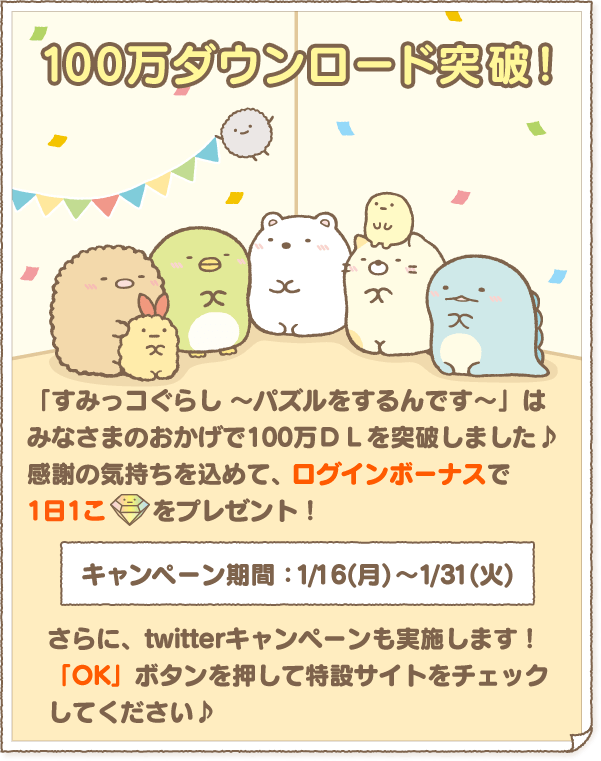 100万ダウンロード突破!
「すみっコぐらし ～パズルをするんです～」は
みなさまのおかげで100万ＤＬを突破しました♪
感謝の気持ちを込めて、ログインボーナスで
1日1こ をプレゼント！
キャンペーン期間：1/16(月)～1/31(火)
さらに、twitterキャンペーンも実施します！
「OK」ボタンを押して特設サイトをチェック
してください♪